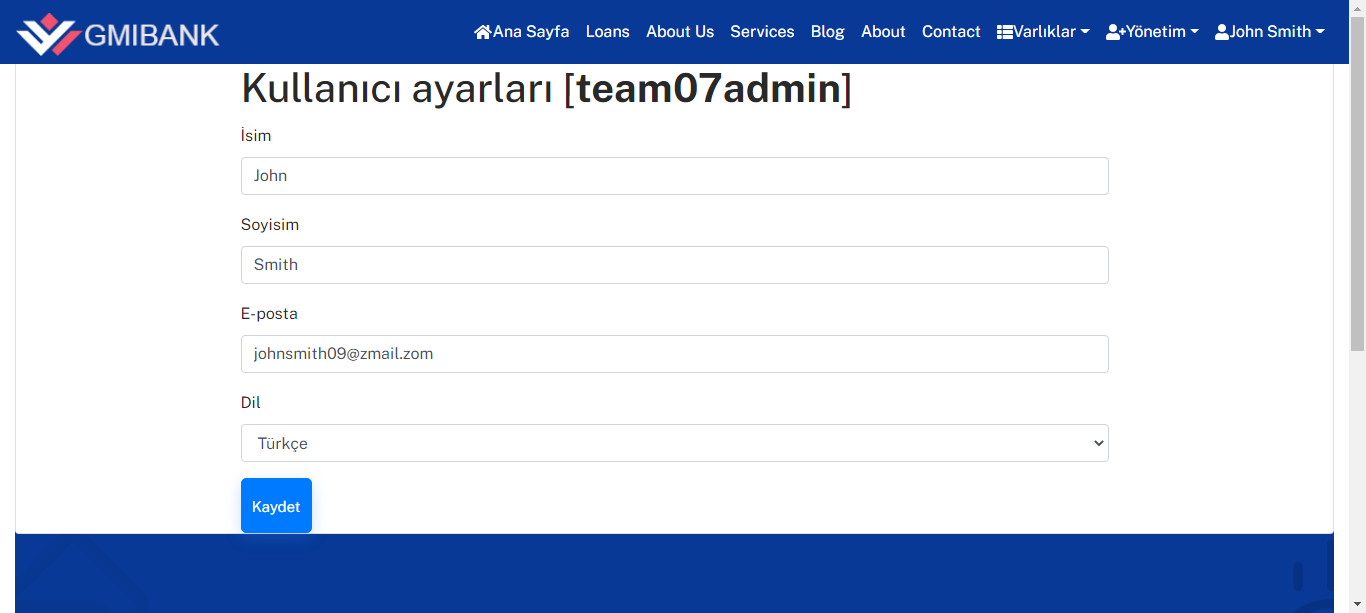 GMIBANK
Ana Sayfa Loans About Us Services Blog About Contact Varlıklar Yönetim John Smith
Kullanıcı ayarları [team07admin]
İsim
John
Soyisim
Smith
E-posta
johnsmith09@zmail.zom
Dil
Türkçe
Kaydet